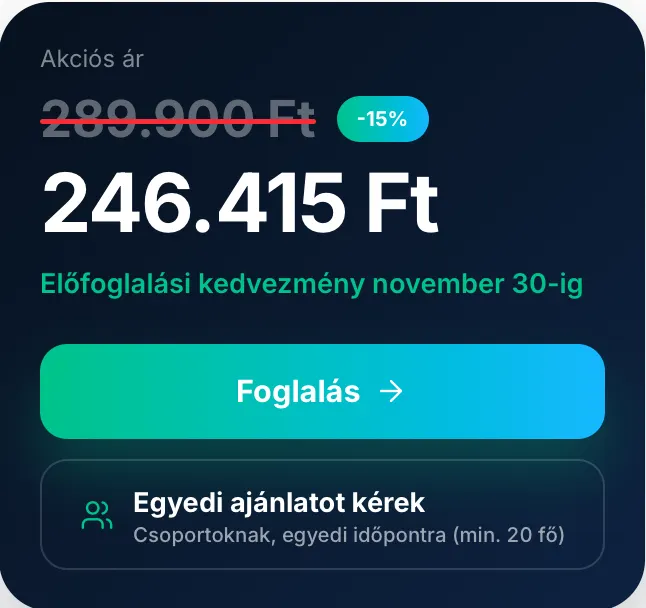 Akciós ár
289.900 Ft -15%
246.415 Ft
Előfoglalási kedvezmény november 30-ig
Foglalás →
Egyedi ajánlatot kérek
Csoportoknak, egyedi időpontra (min. 20 fő)